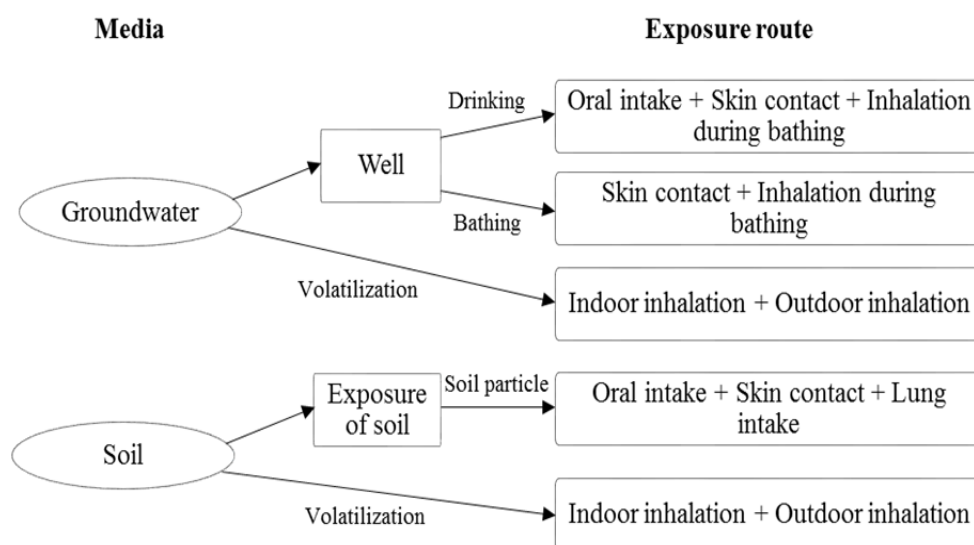 Media
Exposure route
Drinking
Oral intake + Skin contact + Inhalation
during bathing
Well
Groundwater
Skin contact + Inhalation during
bathing
Bathing
Volatilization
Indoor inhalation + Outdoor inhalation
Exposure
of soil
Soil particle
Oral intake + Skin contact + Lung
intake
Soil
Volatilization
Indoor inhalation + Outdoor inhalation